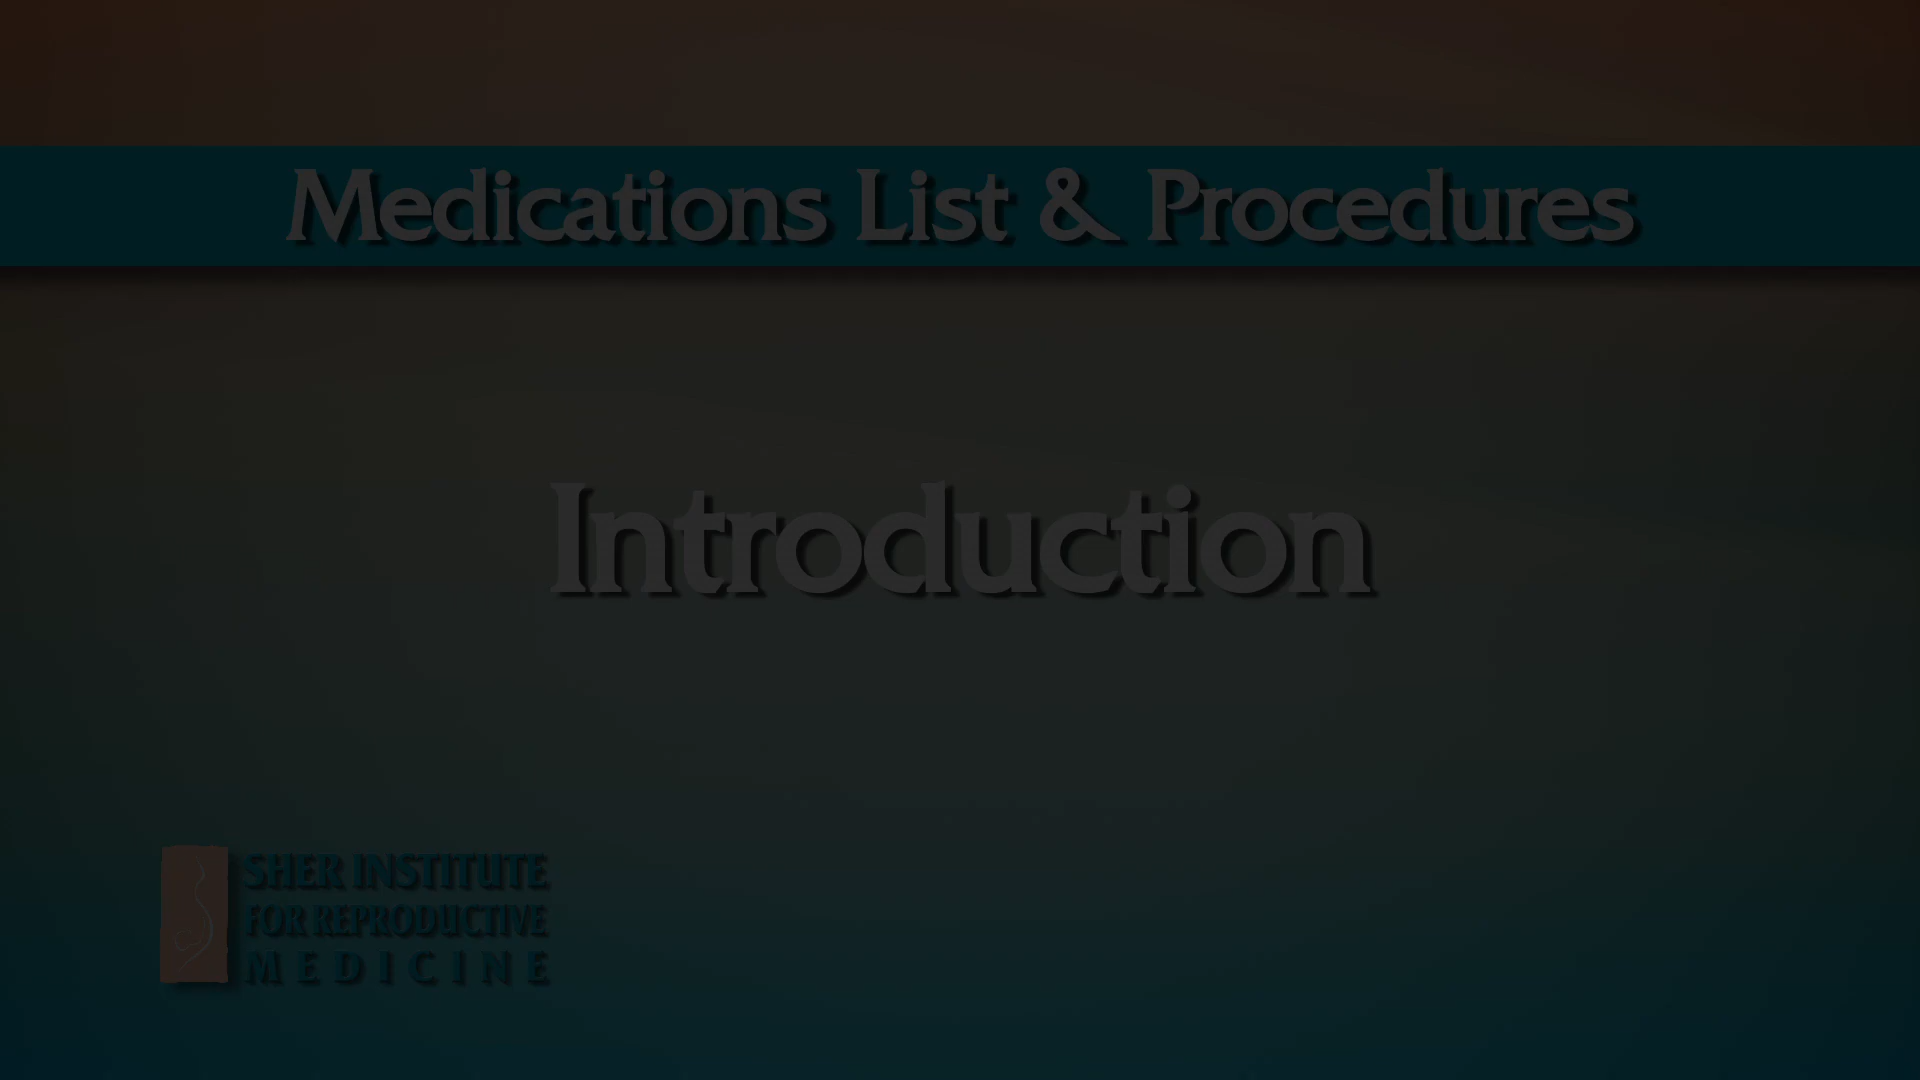 Medications List & Procedures
Introduction
SHER INSTITUTE
FOR REPRODUCTIVE
MEDICINE